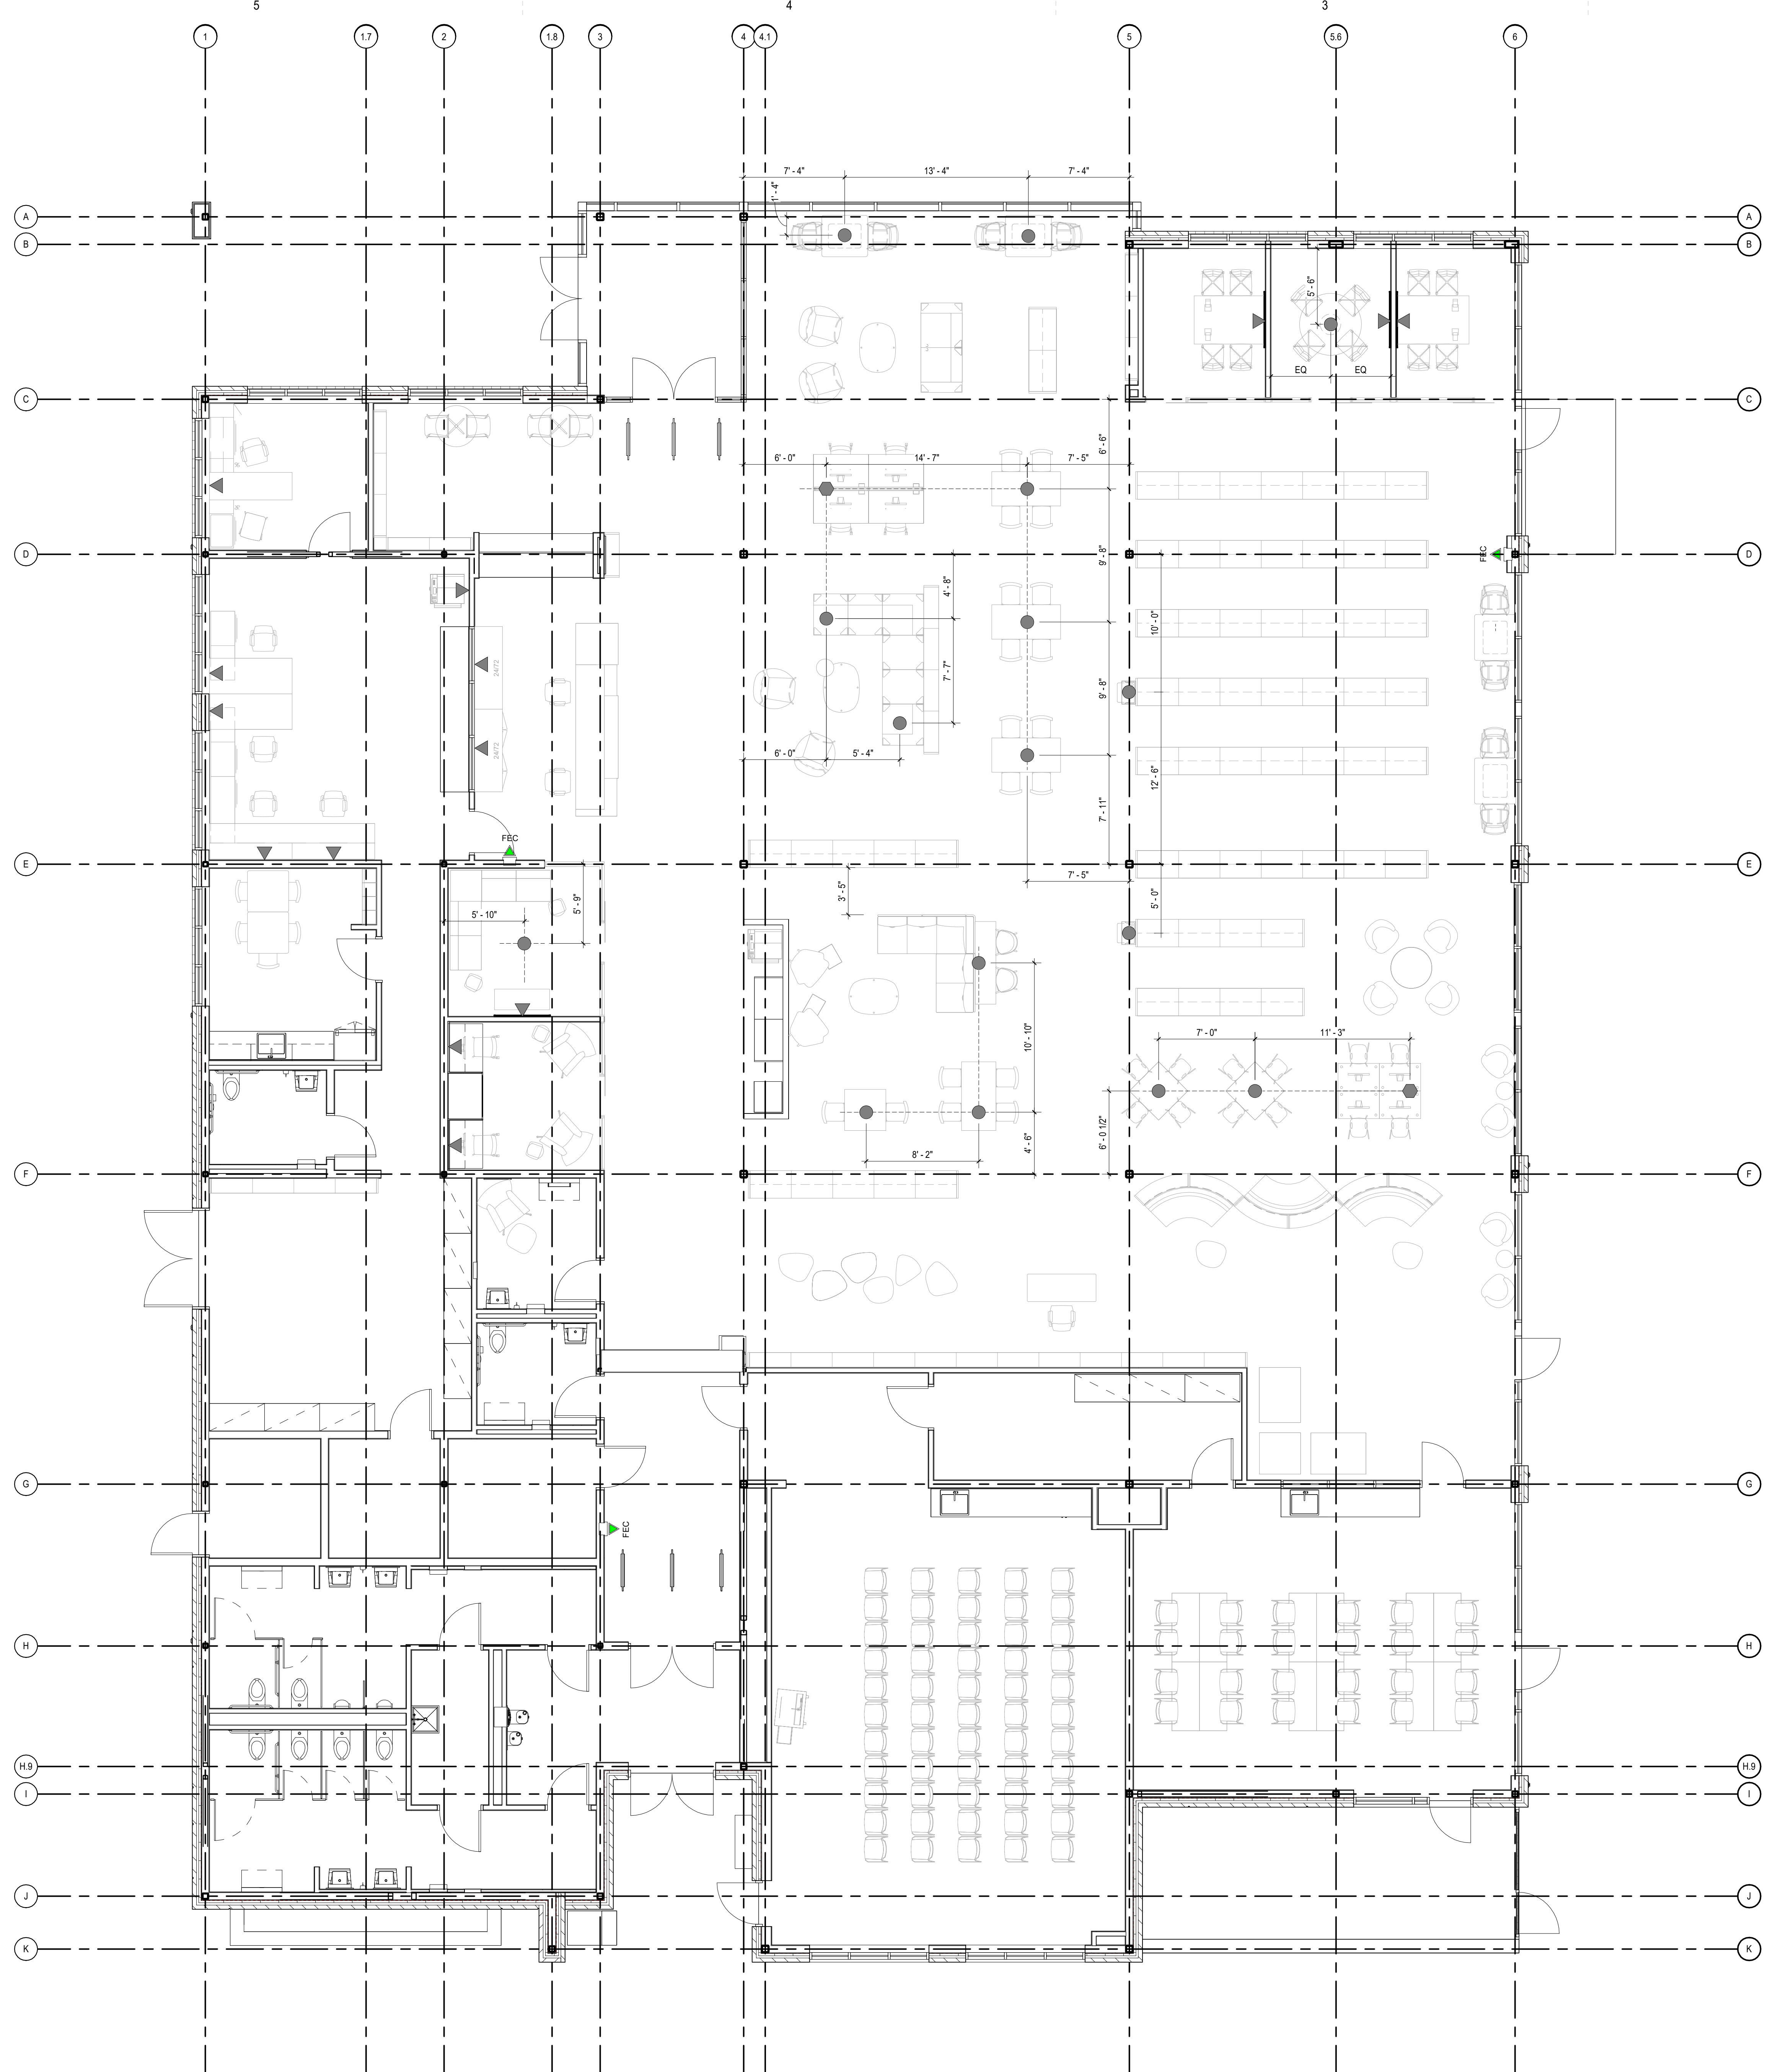 5 4 3
1 1.7 2 1.8 3 4 4.1 5 5.6 6
7' - 4" 13' - 4" 7' - 4"
1' - 4"
A A
B B
5' - 6"
EQ EQ
C C
6' - 6"
6' - 0" 14' - 7" 7' - 5"
D FEC D
9' - 8"
4' - 8"
10' - 0"
24/72
7' - 7"
9' - 8"
24/72
6' - 0" 5' - 4"
12' - 6"
7' - 11"
FEC
E E
7' - 5"
3' - 5"
5' - 9"
5' - 0"
5' - 10"
10' - 10"
7' - 0" 11' - 3"
6' - 0 1/2"
4' - 6"
8' - 2"
F F
G G
FEC
H H
H.9 H.9
I I
J J
K K